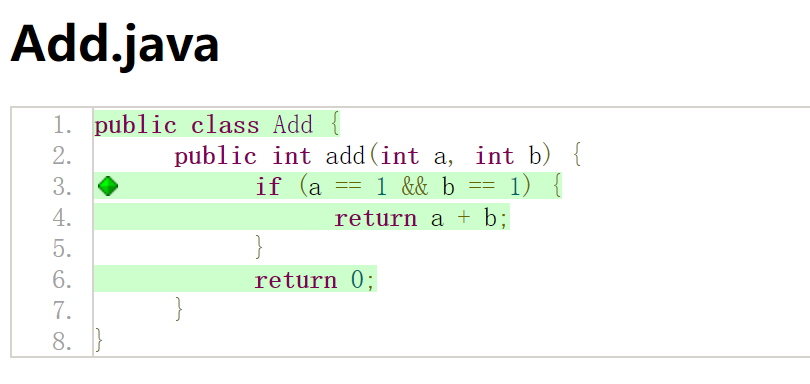 Add.java
1. public class Add {
2. public int add(int a, int b) {
3. if (a == 1 && b == 1) {
4. return a + b;
5. }
6. return 0;
7. }
8. }